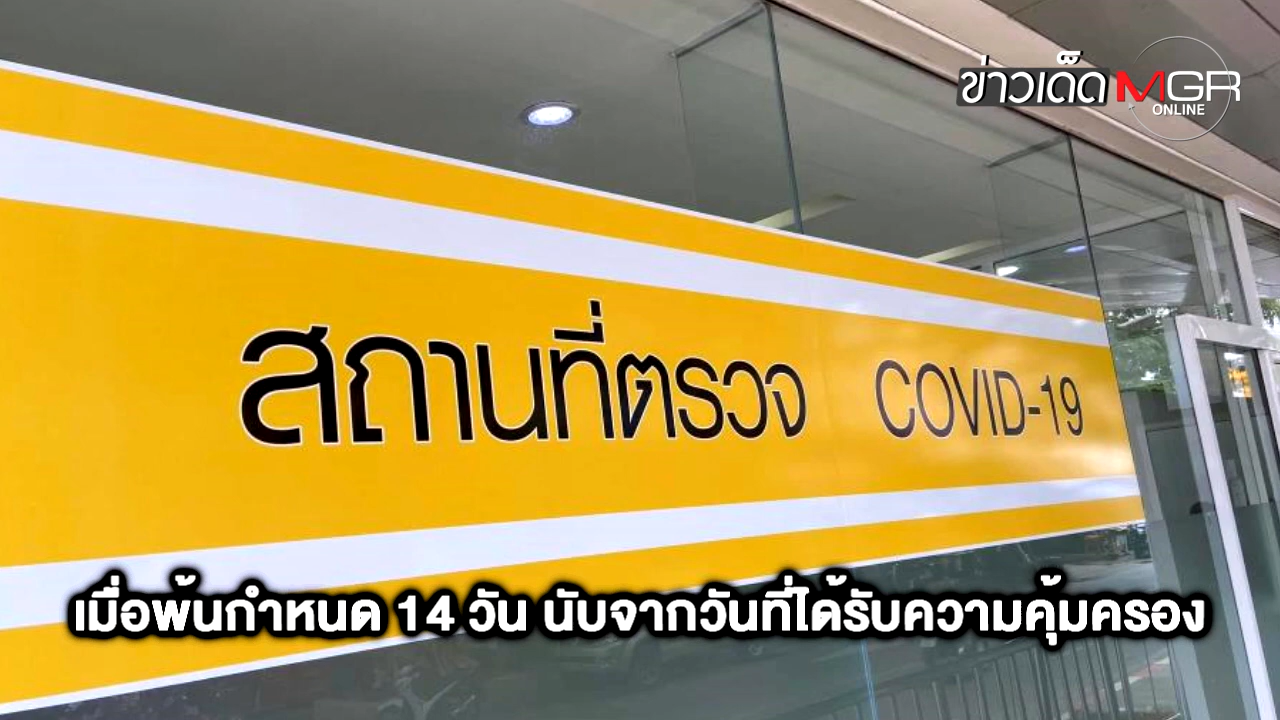 ข่าวเด็ด MGR
ONLINE
สถานที่ตรวจ COVID-19
เมื่อพ้นกำหนด 14 วัน นับจากวันที่ได้รับความคุ้มครอง